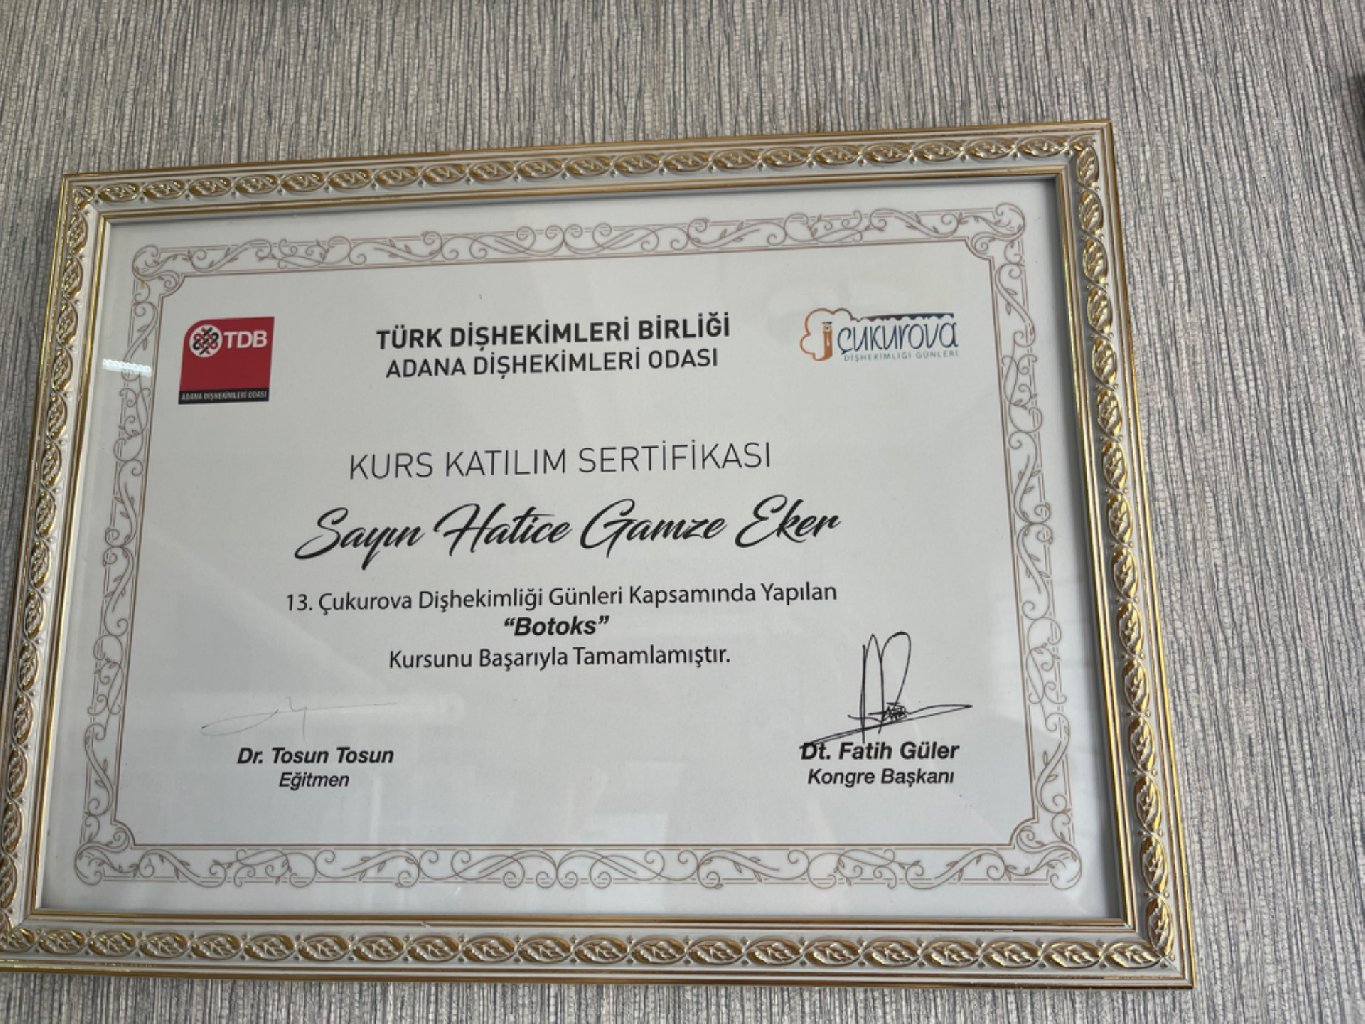 TDB
ADANA DİŞHEKİMLERİ ODASI
TÜRK DİŞHEKİMLERİ BİRLİĞİ
ADANA DİŞHEKİMLERİ ODASI
ÇUKUROVA
DİŞHEKİMLİĞİ GÜNLERİ
KURS KATILIM SERTİFİKASI
Sayın Hatice Gamze Eker
13. Çukurova Dişhekimliği Günleri Kapsamında Yapılan
“Botoks”
Kursunu Başarıyla Tamamlamıştır.
Dr. Tosun Tosun
Eğitmen
Dt. Fatih Güler
Kongre Başkanı